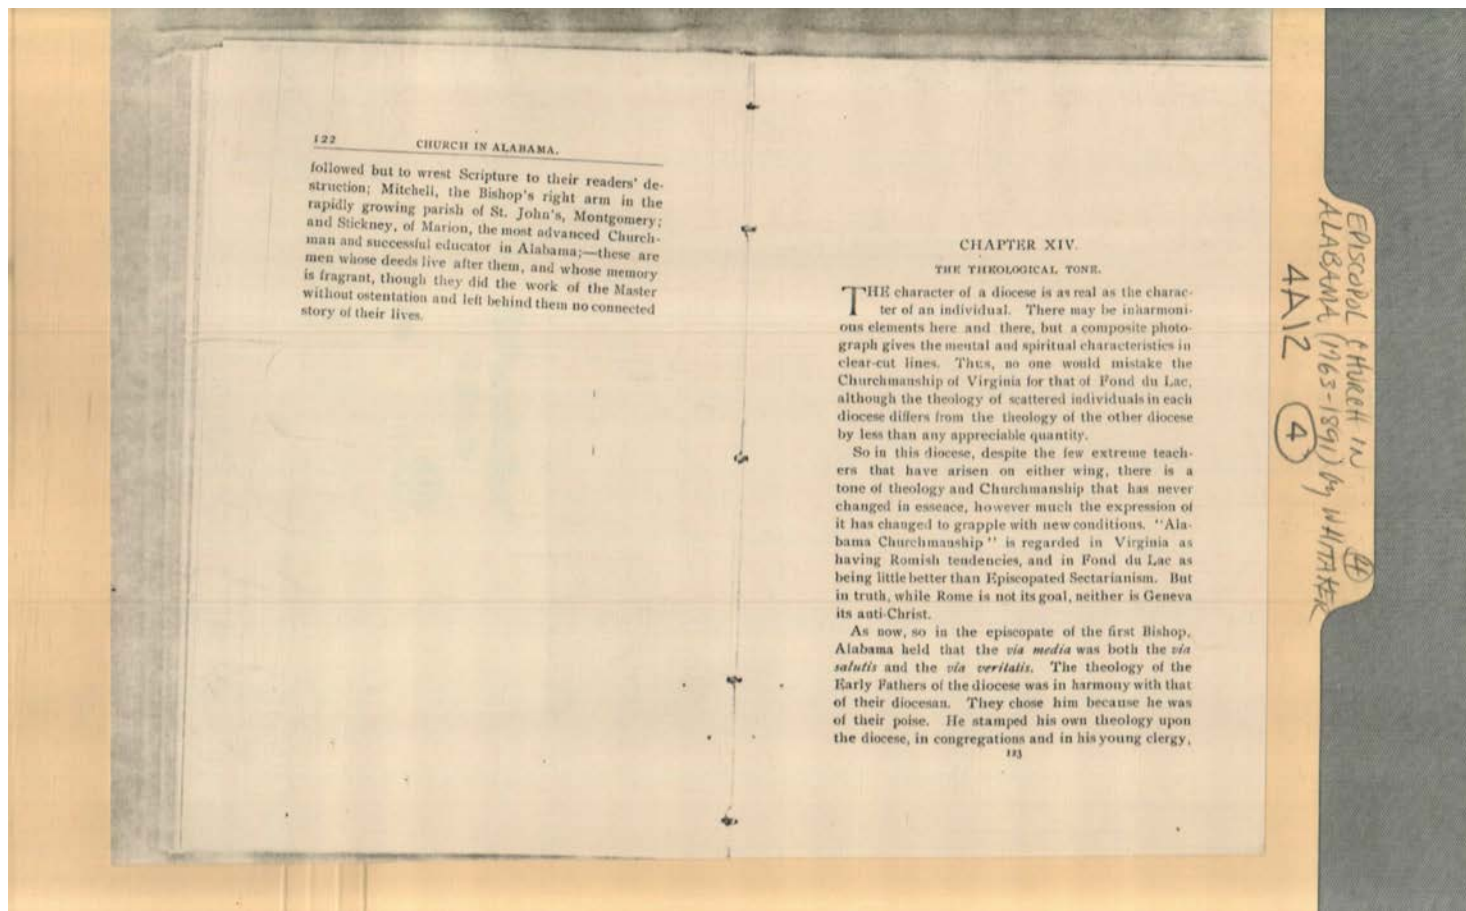 122 CHURCH IN ALABAMA.
followed but to wrest Scripture to their readers' de-
struction; Mitchell, the Bishop's right arm in the
rapidly growing parish of St. John's, Montgomery;
and Stickney, of Marion, the most advanced Church-
man and successful educator in Alabama;—these are
men whose deeds live after them, and whose memory
is fragrant, though they did the work of the Master
without ostentation and left behind them no connected
story of their lives.
CHAPTER XIV.
THE THEOLOGICAL TONE.
THE character of a diocese is as real as the charac-
ter of an individual. There may be inharmoni-
ous elements here and there, but a composite photo-
graph gives the mental and spiritual characteristics in
clear-cut lines. Thus, no one would mistake the
Churchmanship of Virginia for that of Fond du Lac,
although the theology of scattered individuals in each
diocese differs from the theology of the other diocese
by less than any appreciable quantity.
So in this diocese, despite the few extreme teach-
ers that have arisen on either wing, there is a
tone of theology and Churchmanship that has never
changed in essence, however much the expression of
it has changed to grapple with new conditions. "Ala-
bama Churchmanship" is regarded in Virginia as
having Romish tendencies, and in Fond du Lac as
being little better than Episcopated Sectarianism. But
in truth, while Rome is not its goal, neither is Geneva
its anti-Christ.
As now, so in the episcopate of the first Bishop,
Alabama held that the via media was both the via
salutis and the via veritatis. The theology of the
Early Fathers of the diocese was in harmony with that
of their diocesan. They chose him because he was
of their poise. He stamped his own theology upon
the diocese, in congregations and in his young clergy,
123
EPISCOPOL CHURCH IN
ALABAMA (1763-1891) by WHITAKER
4A12 4